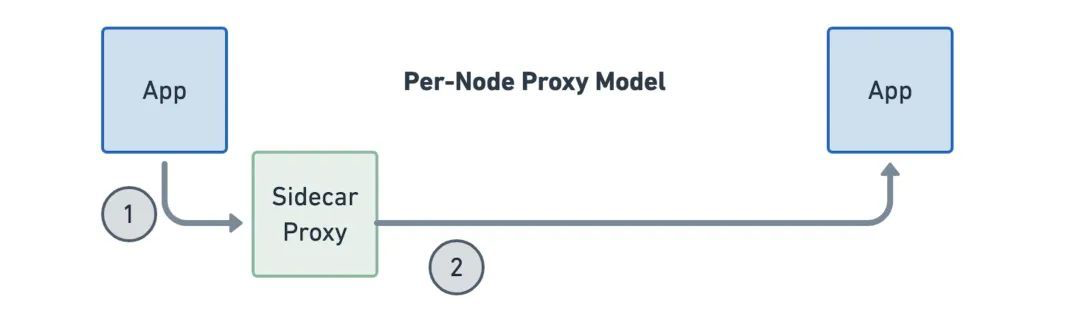 App
Per-Node Proxy Model
App
Sidecar
Proxy
1
2